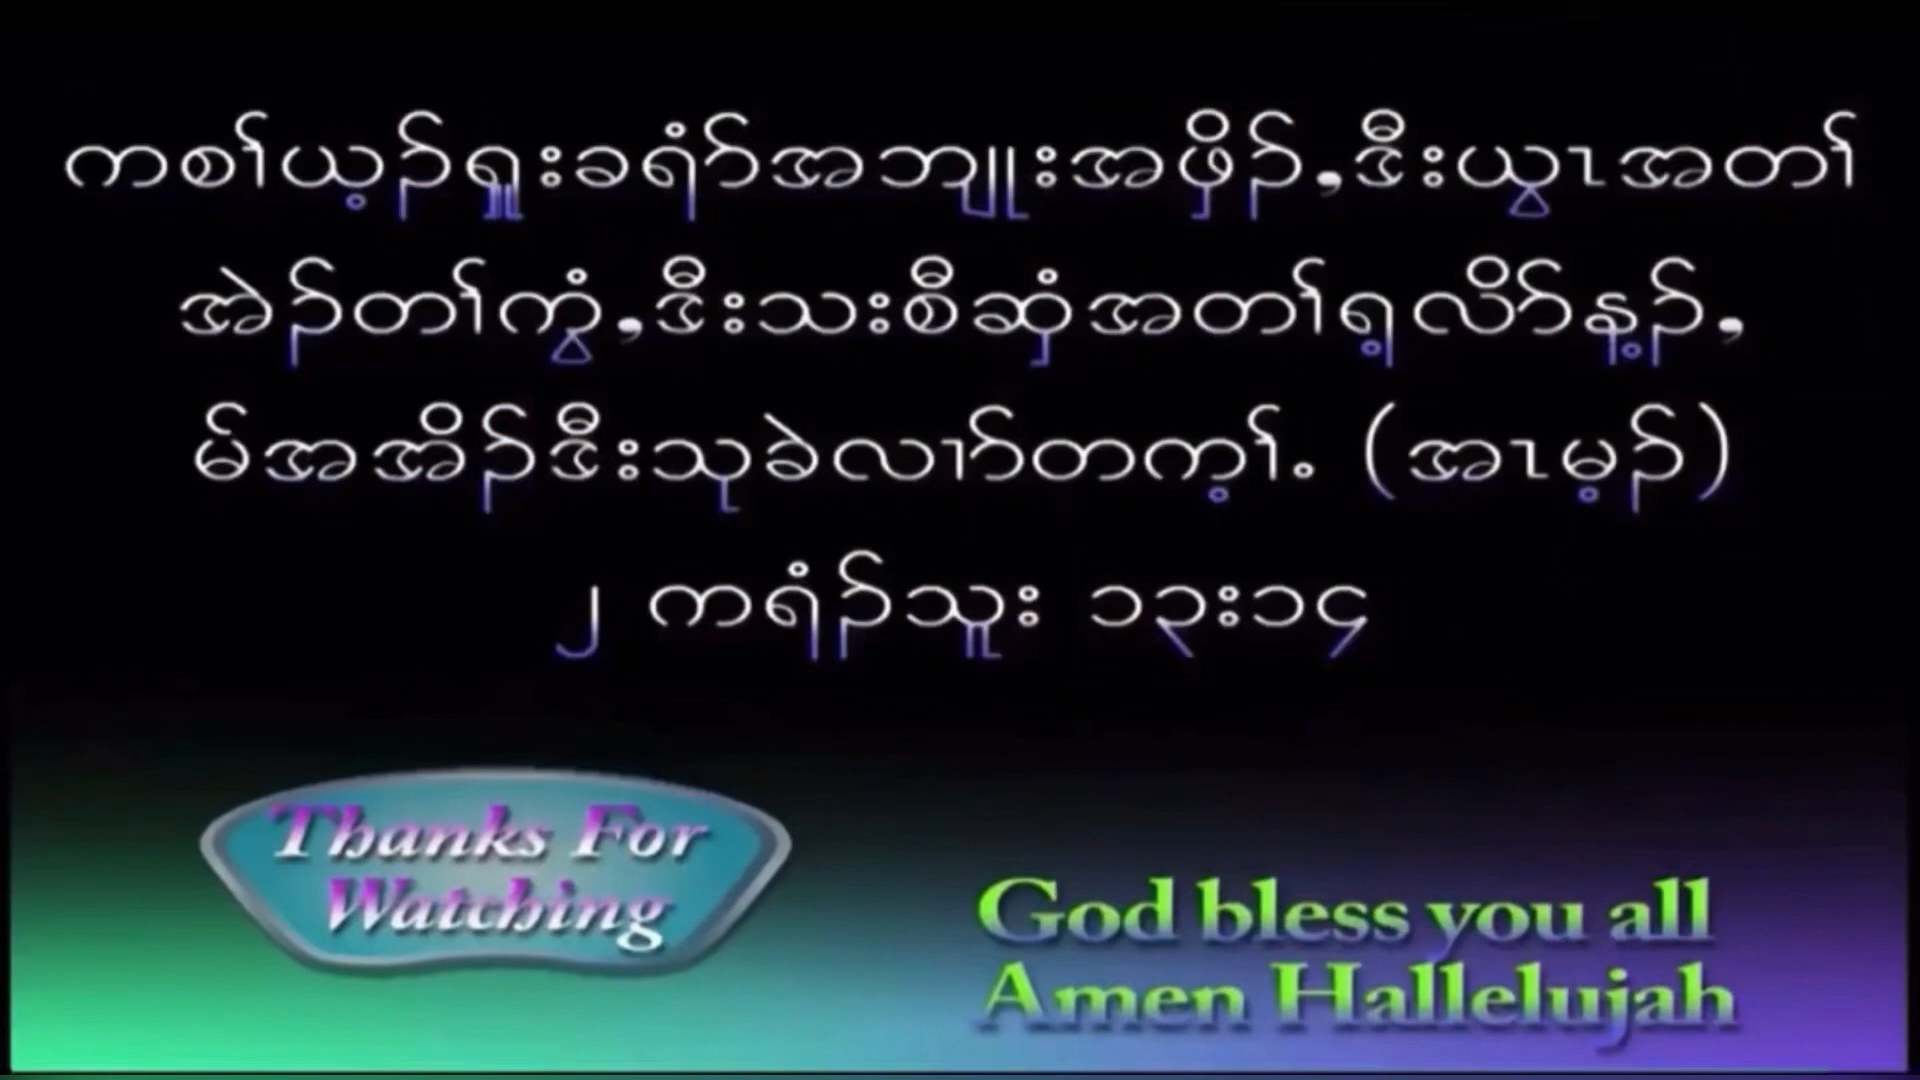 ကစၢ်ယ့ၣ်ရှူးခရံာ်အဘျုးအဖှိၣ်,ဒီးယွၤအတၢ်
အဲၣ်တၢ်ကွံ,ဒီးသးစီဆှံအတၢ်ရ့လိာ်န့ၣ်,
မ်အအိၣ်ဒီးသုခဲလၢာ်တက့ၢ်. (အၤမ့ၣ်)
၂ ကရံၣ်သူး ၁၃း၁၄
Thanks For
Watching
God bless you all
Amen Hallelujah